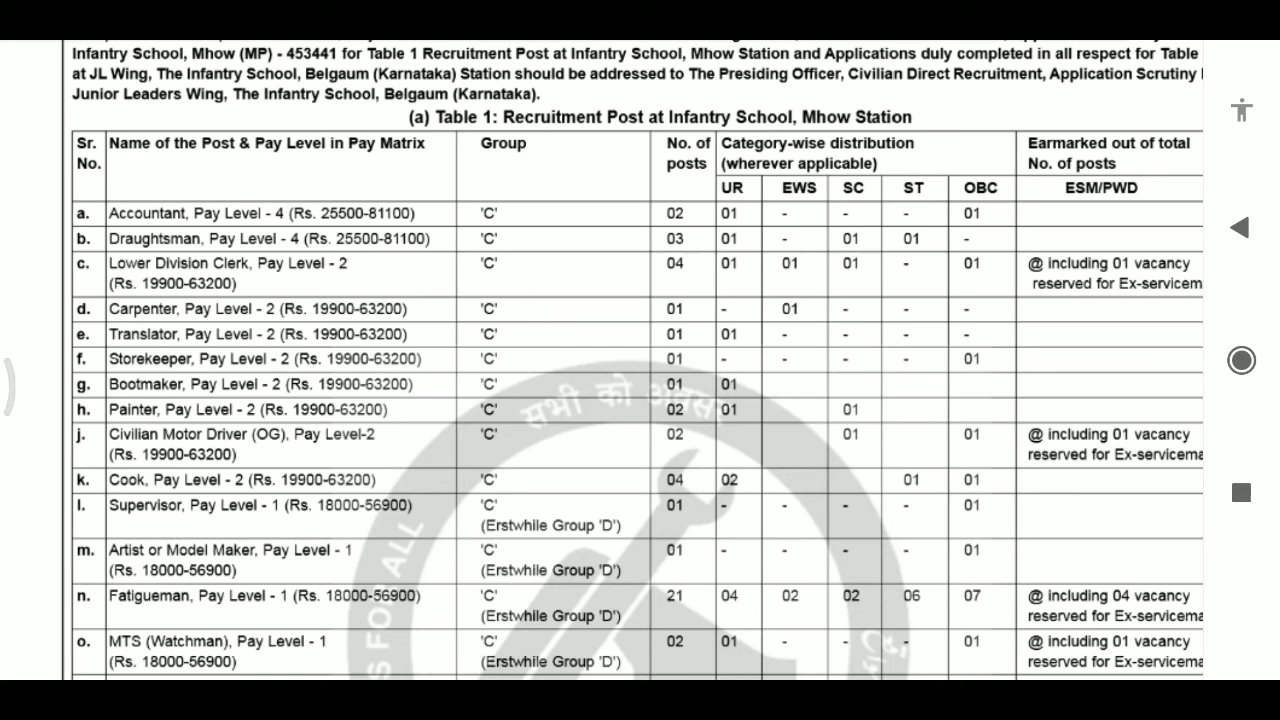 Infantry School, Mhow (MP) - 453441 for Table 1 Recruitment Post at Infantry School, Mhow Station and Applications duly completed in all respect for Table
at JL Wing, The Infantry School, Belgaum (Karnataka) Station should be addressed to The Presiding Officer, Civilian Direct Recruitment, Application Scrutiny
Junior Leaders Wing, The Infantry School, Belgaum (Karnataka).
(a) Table 1: Recruitment Post at Infantry School, Mhow Station
Sr. No. Name of the Post & Pay Level in Pay Matrix Group No. of posts Category-wise distribution (wherever applicable) Earmarked out of total No. of posts
UR EWS SC ST OBC ESM/PWD
a. Accountant, Pay Level - 4 (Rs. 25500-81100) 'C' 02 01 - - - 01
b. Draughtsman, Pay Level - 4 (Rs. 25500-81100) 'C' 03 01 - 01 01 -
c. Lower Division Clerk, Pay Level - 2 'C' 04 01 01 01 - 01 @ including 01 vacancy
(Rs. 19900-63200) reserved for Ex-servicem
d. Carpenter, Pay Level - 2 (Rs. 19900-63200) 'C' 01 - 01 - - -
e. Translator, Pay Level - 2 (Rs. 19900-63200) 'C' 01 01 - - - -
f. Storekeeper, Pay Level - 2 (Rs. 19900-63200) 'C' 01 - - - - 01
g. Bootmaker, Pay Level - 2 (Rs. 19900-63200) 'C' 01 01
h. Painter, Pay Level - 2 (Rs. 19900-63200) 'C' 02 01 01
j. Civilian Motor Driver (OG), Pay Level-2 'C' 02 01 01 @ including 01 vacancy
(Rs. 19900-63200) reserved for Ex-servicema
k. Cook, Pay Level - 2 (Rs. 19900-63200) 'C' 04 02 01 01
l. Supervisor, Pay Level - 1 (Rs. 18000-56900) 'C' 01 - - - - 01
(Erstwhile Group 'D')
m. Artist or Model Maker, Pay Level - 1 'C' 01 - - - - 01
(Rs. 18000-56900) (Erstwhile Group 'D')
n. Fatigueman, Pay Level - 1 (Rs. 18000-56900) 'C' 21 04 02 02 06 07 @ including 04 vacancy
(Erstwhile Group 'D') reserved for Ex-servicema
o. MTS (Watchman), Pay Level - 1 'C' 02 01 - - - 01 @ including 01 vacancy
(Rs. 18000-56900) (Erstwhile Group 'D') reserved for Ex-servicema
सभी को अवसर
S FOR ALL